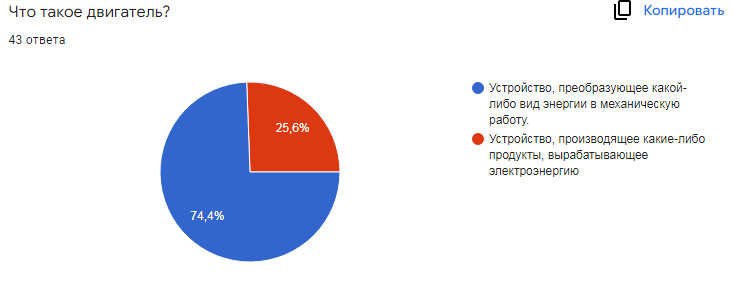 Что такое двигатель?
Копировать
43 ответа
Устройство, преобразующее какой-
либо вид энергии в механическую
работу.
Устройство, производящее какие-либо
продукты, вырабатывающее
электроэнергию
25,6%
74,4%